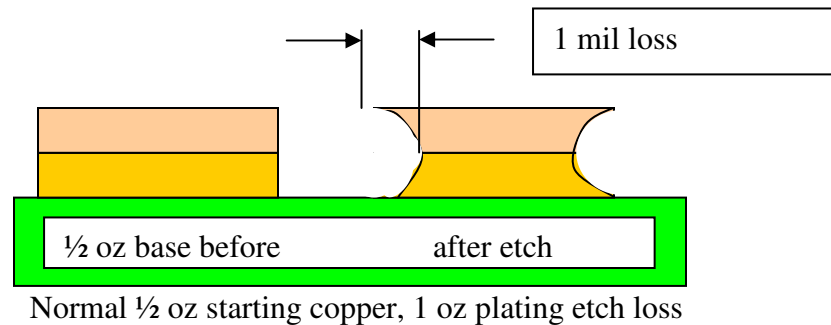 1 mil loss
½ oz base before after etch
Normal ½ oz starting copper, 1 oz plating etch loss